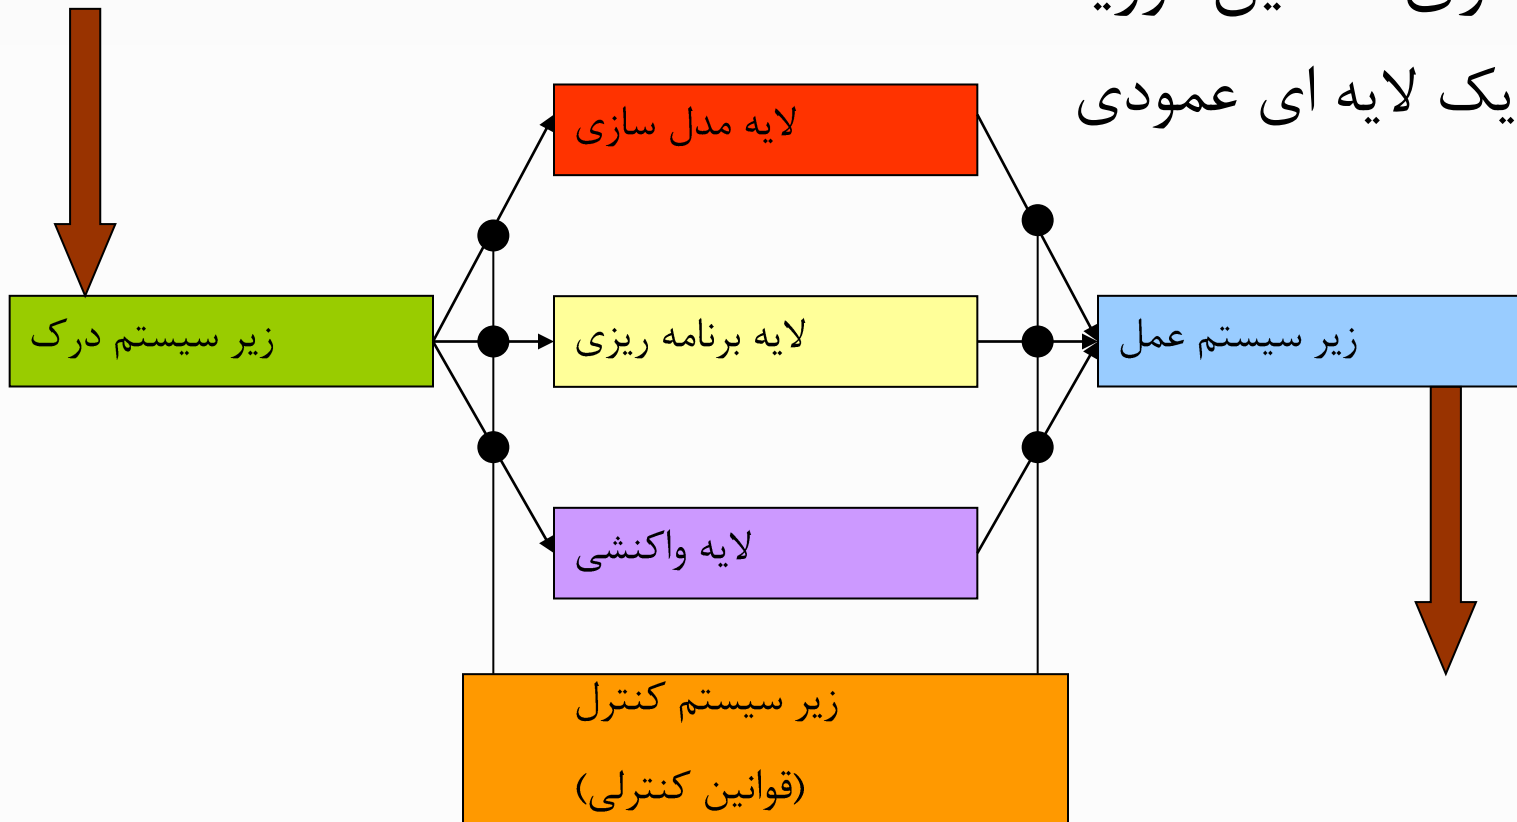 یک لایه ای عمودی
لایه مدل سازی
زیر سیستم درک
لایه برنامه ریزی
زیر سیستم عمل
لایه واکنشی
زیر سیستم کنترل
(قوانین کنترلی)